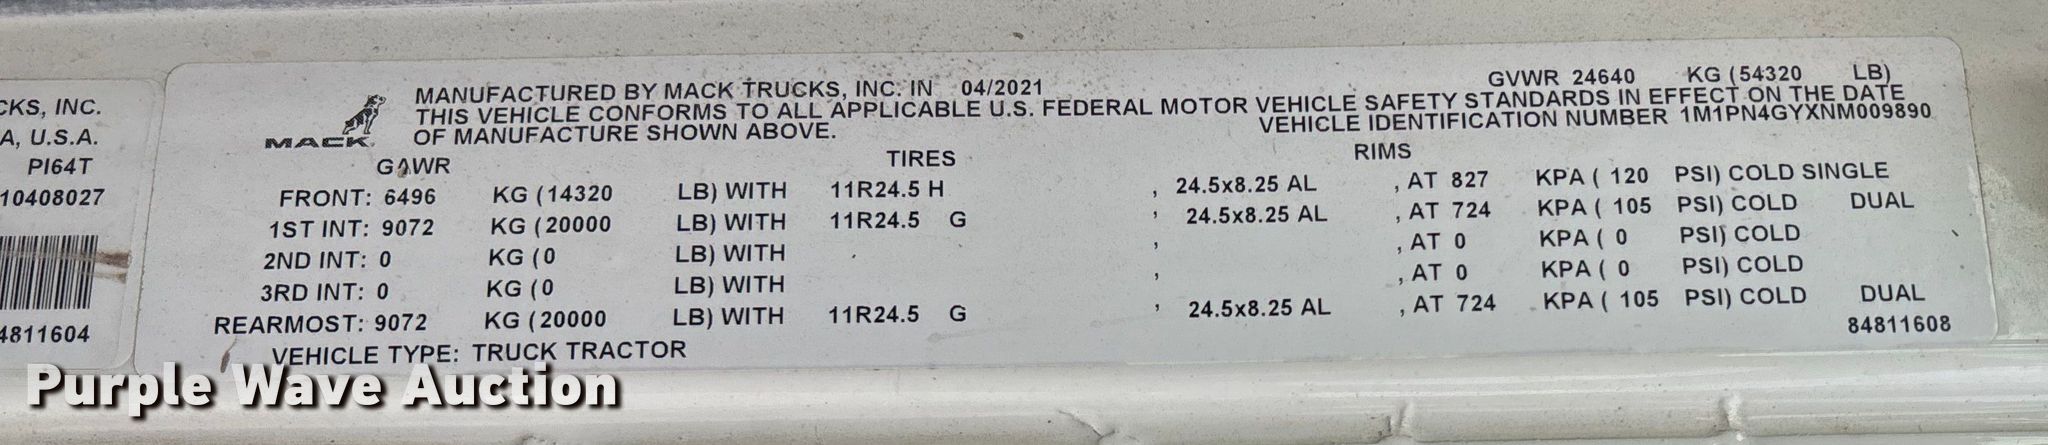 CKS, INC.
A, U.S.A.
PI64T
10408027
4811604
MACK
MANUFACTURED BY MACK TRUCKS, INC. IN 04/2021 GVWR 24640 KG (54320 LB)
THIS VEHICLE CONFORMS TO ALL APPLICABLE U.S. FEDERAL MOTOR VEHICLE SAFETY STANDARDS IN EFFECT ON THE DATE
OF MANUFACTURE SHOWN ABOVE. VEHICLE IDENTIFICATION NUMBER 1M1PN4GYXNM009890
GAWR TIRES RIMS
FRONT: 6496 KG (14320 LB) WITH 11R24.5 H , 24.5x8.25 AL , AT 827 KPA ( 120 PSI) COLD SINGLE
1ST INT: 9072 KG (20000 LB) WITH 11R24.5 G , 24.5x8.25 AL , AT 724 KPA ( 105 PSI) COLD DUAL
2ND INT: 0 KG (0 LB) WITH , , AT 0 KPA ( 0 PSI) COLD
3RD INT: 0 KG (0 LB) WITH , , AT 0 KPA ( 0 PSI) COLD
REARMOST: 9072 KG (20000 LB) WITH 11R24.5 G , 24.5x8.25 AL , AT 724 KPA ( 105 PSI) COLD DUAL
VEHICLE TYPE: TRUCK TRACTOR 84811608
Purple Wave Auction